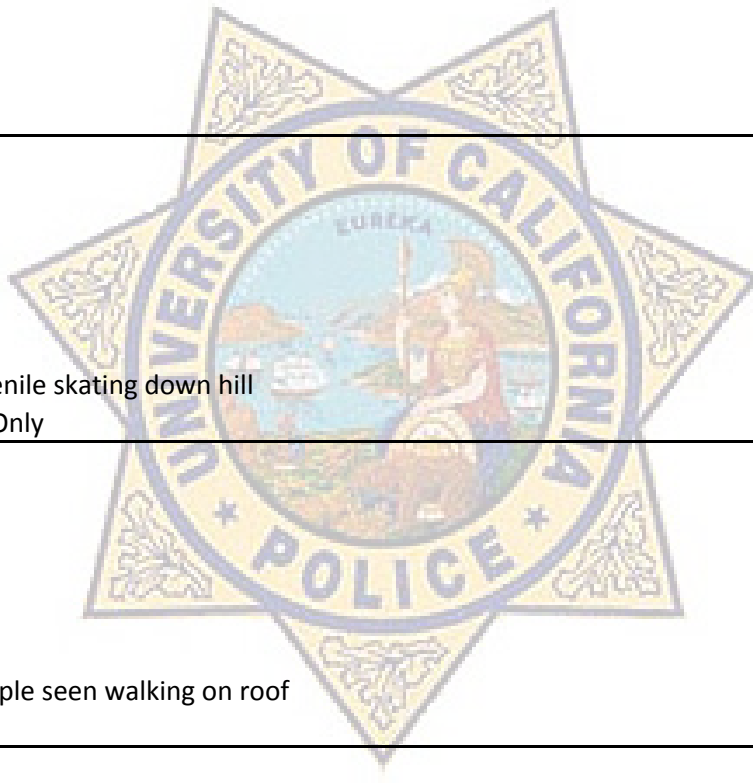 UNIVERSITY OF CALIFORNIA
EUREKA
enile skating down hill
Only
POLICE
ple seen walking on roof